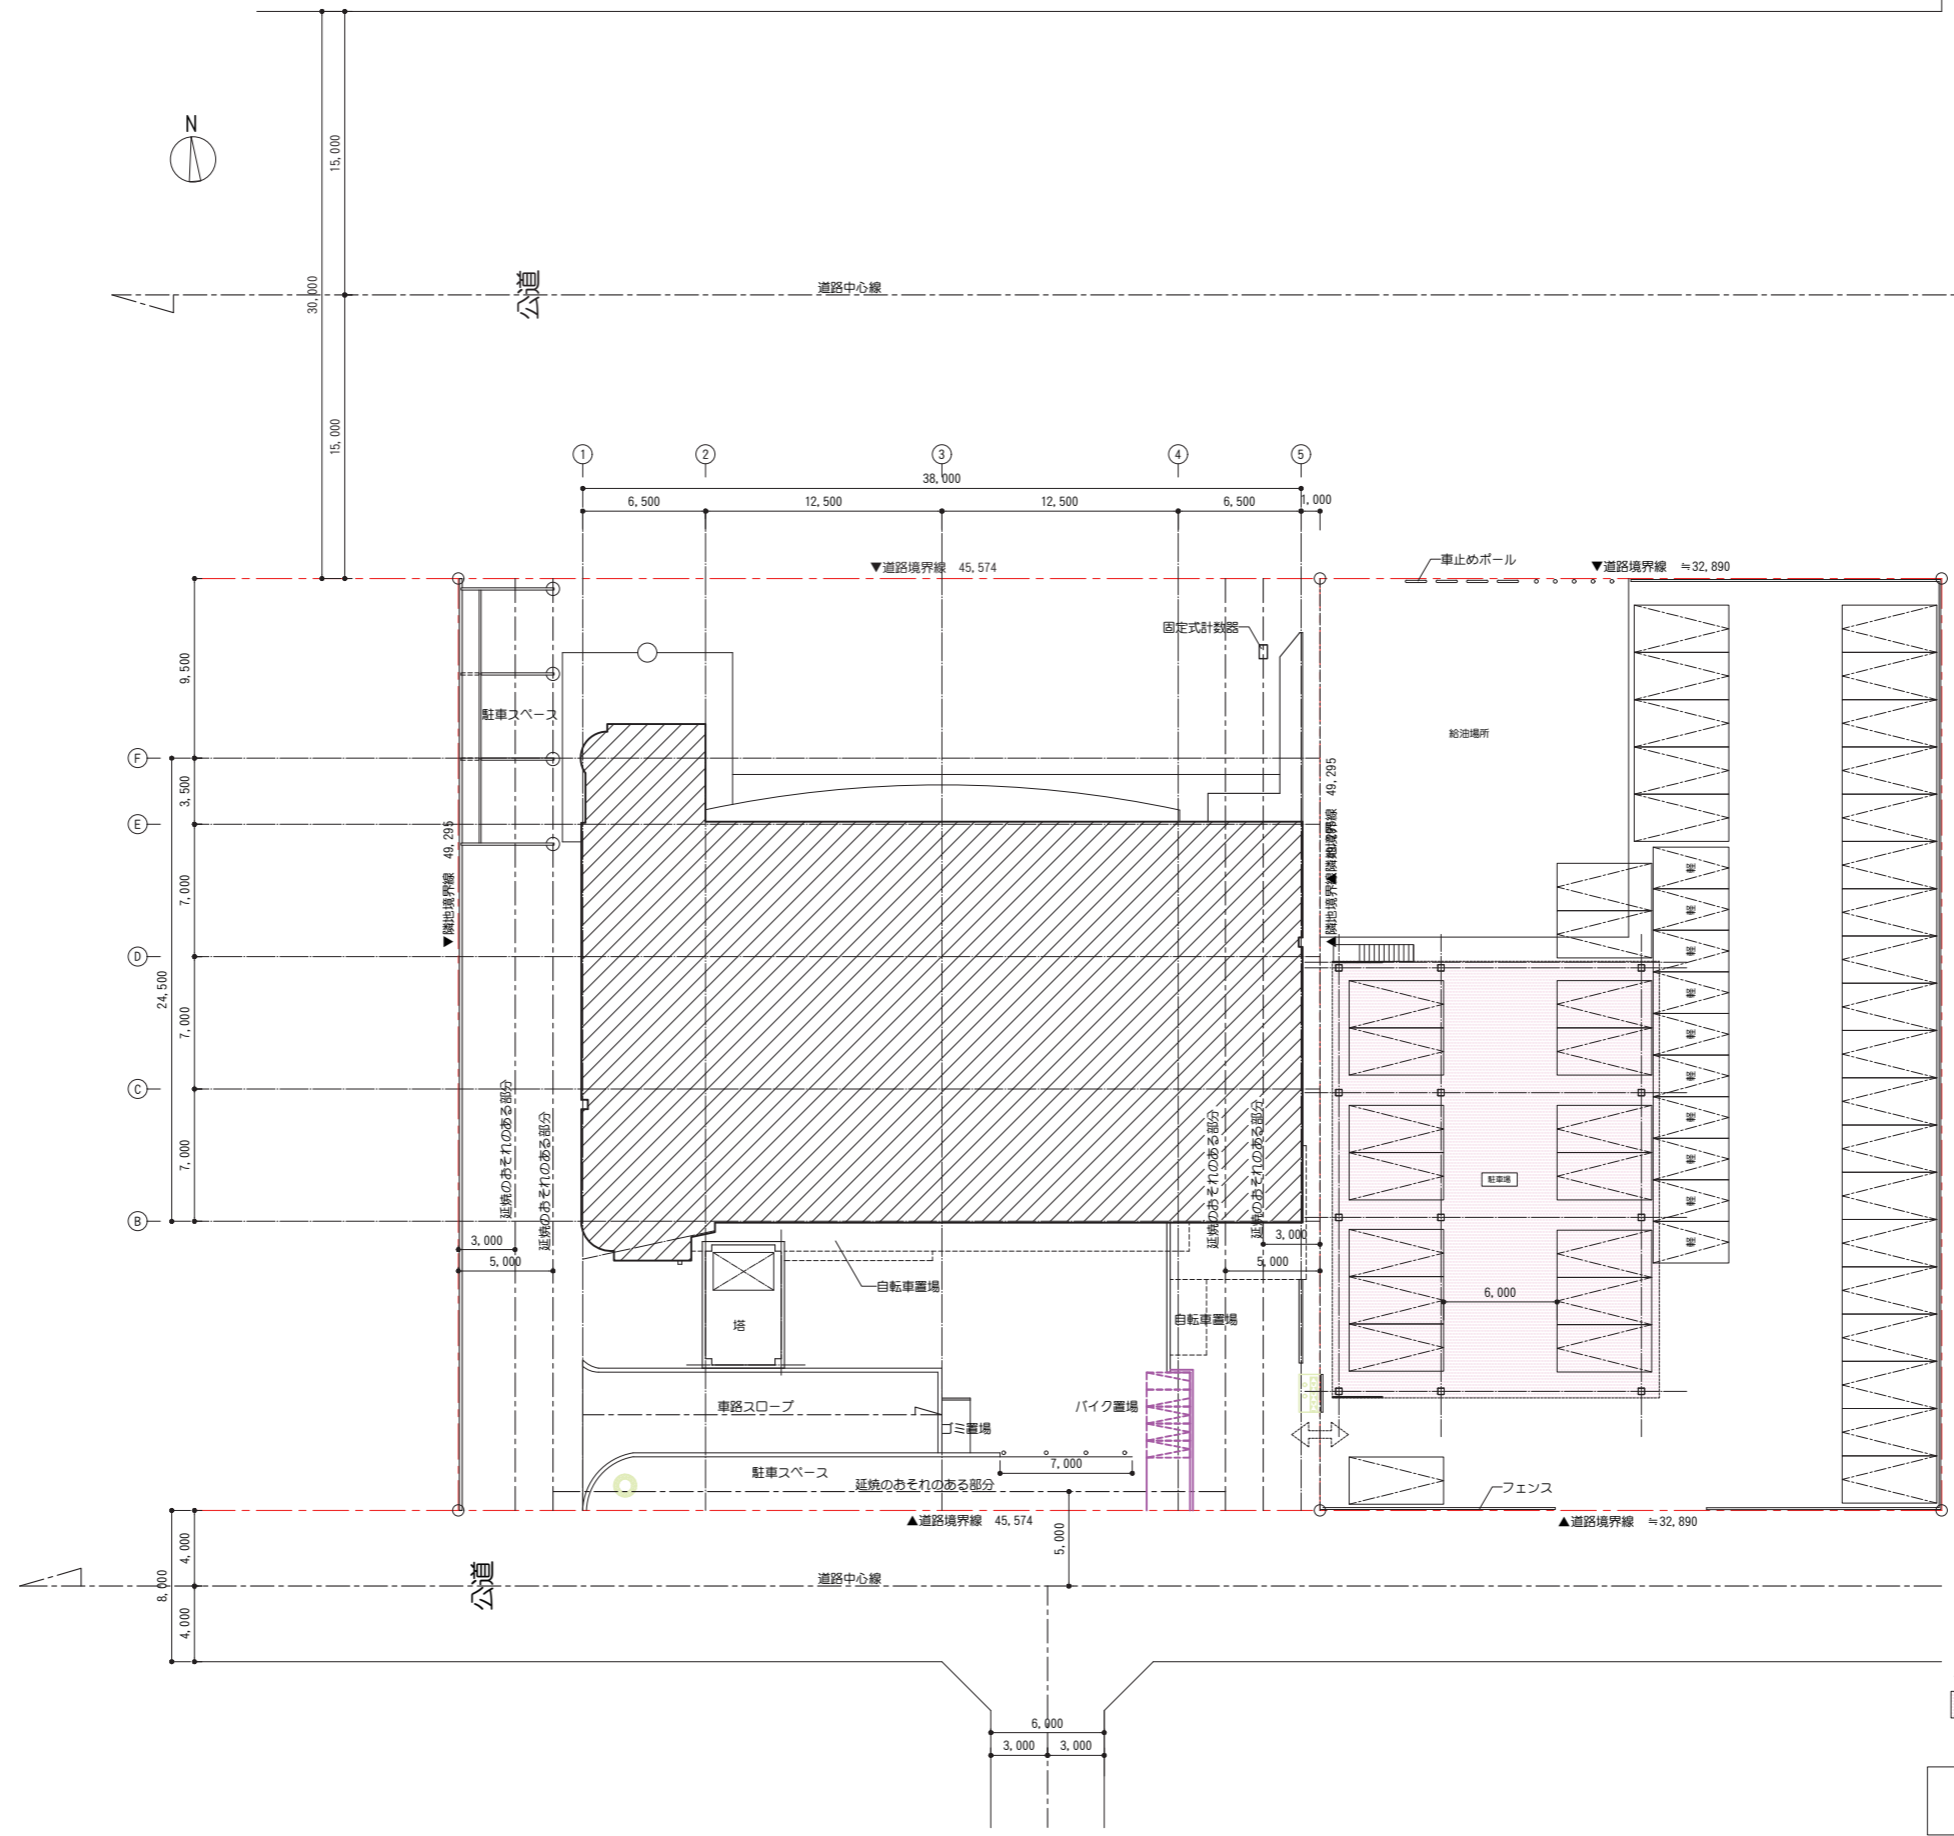 N
15,000
30,000
公道
道路中心線
15,000
1
2
3
4
5
38,000
6,500
12,500
12,500
6,500
1,000
▼道路境界線 45,574
車止めポール
▼道路境界線 ≒32,890
固定式計数器
9,500
駐車スペース
給油場所
F
3,500
E
▼隣地境界線 49,295
49,295
7,000
D
24,500
7,000
C
7,000
B
軽
軽
軽
軽
軽
軽
軽
軽
軽
軽
延焼のおそれのある部分
延焼のおそれのある部分
延焼のおそれのある部分
延焼のおそれのある部分
駐車場
3,000
5,000
3,000
5,000
自転車置場
6,000
塔
自転車置場
車路スロープ
ゴミ置場
バイク置場
駐車スペース
7,000
延焼のおそれのある部分
フェンス
▲道路境界線 45,574
▲道路境界線 ≒32,890
4,000
8,000
5,000
公道
道路中心線
4,000
6,000
3,000
3,000